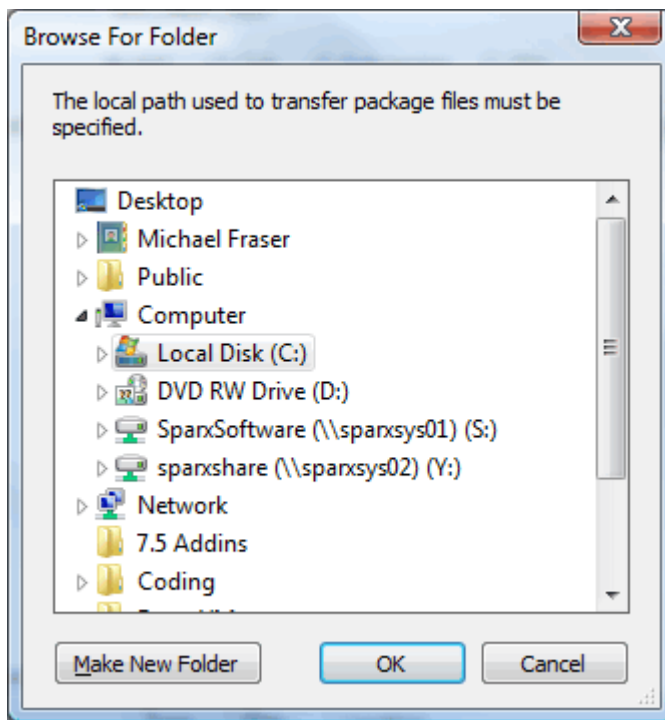 Browse For Folder
The local path used to transfer package files must be
specified.
Desktop
Michael Fraser
Public
Computer
Local Disk (C:)
DVD RW Drive (D:)
SparxSoftware (\\sparxsys01) (S:)
sparxshare (\\sparxsys02) (Y:)
Network
7.5 Addins
Coding
Make New Folder
OK
Cancel